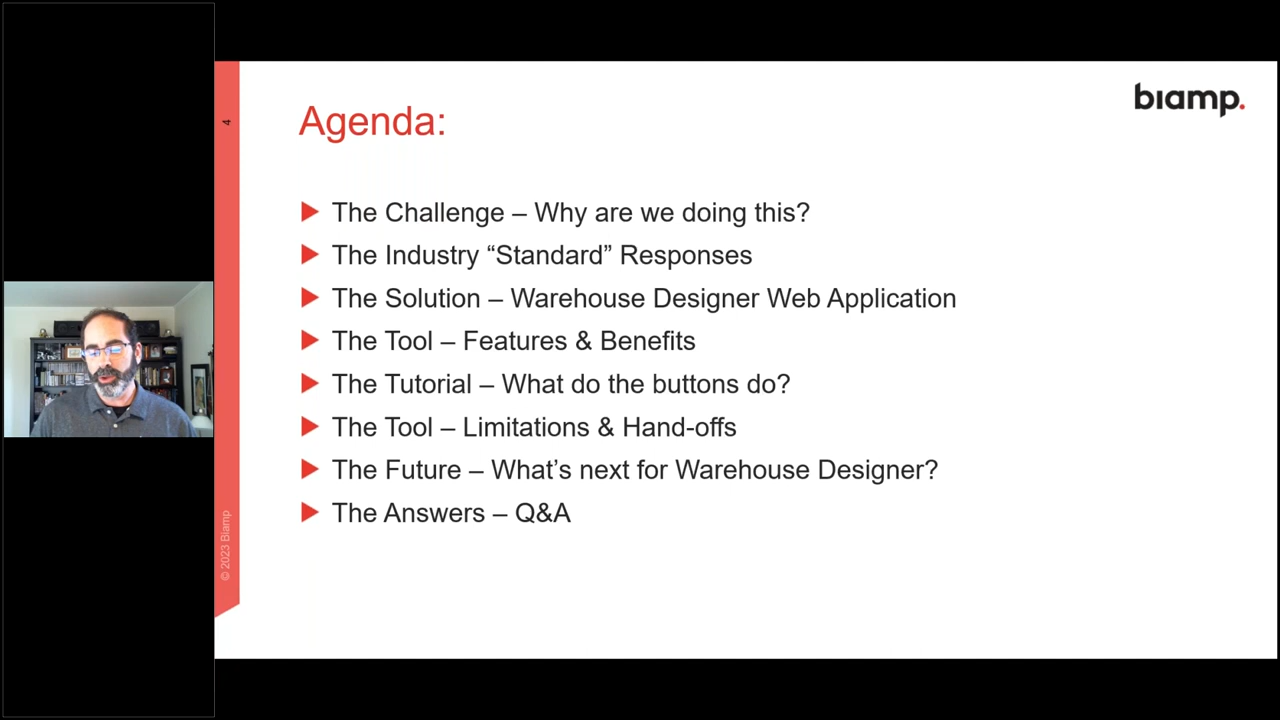 biamp.
4
Agenda:
The Challenge – Why are we doing this?
The Industry “Standard” Responses
The Solution – Warehouse Designer Web Application
The Tool – Features & Benefits
The Tutorial – What do the buttons do?
The Tool – Limitations & Hand-offs
The Future – What’s next for Warehouse Designer?
The Answers – Q&A
© 2023 Biamp